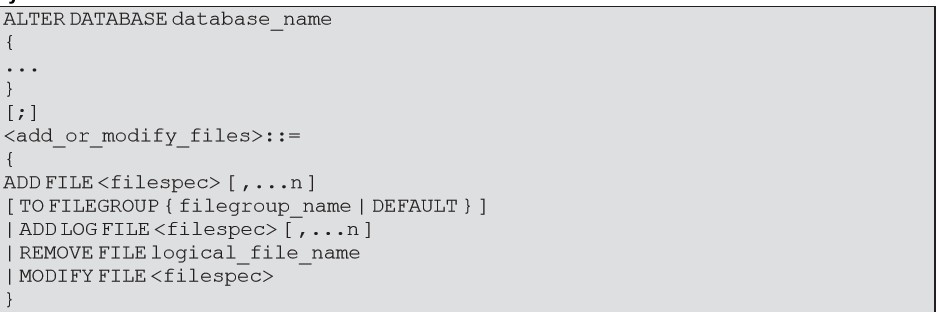 ALTER DATABASE database_name
{
...
}
[;]
<add_or_modify_files>::=
{
ADD FILE <filespec> [ ,...n ]
[ TO FILEGROUP { filegroup_name | DEFAULT } ]
| ADD LOG FILE <filespec> [ ,...n ]
| REMOVE FILE logical_file_name
| MODIFY FILE <filespec>
}